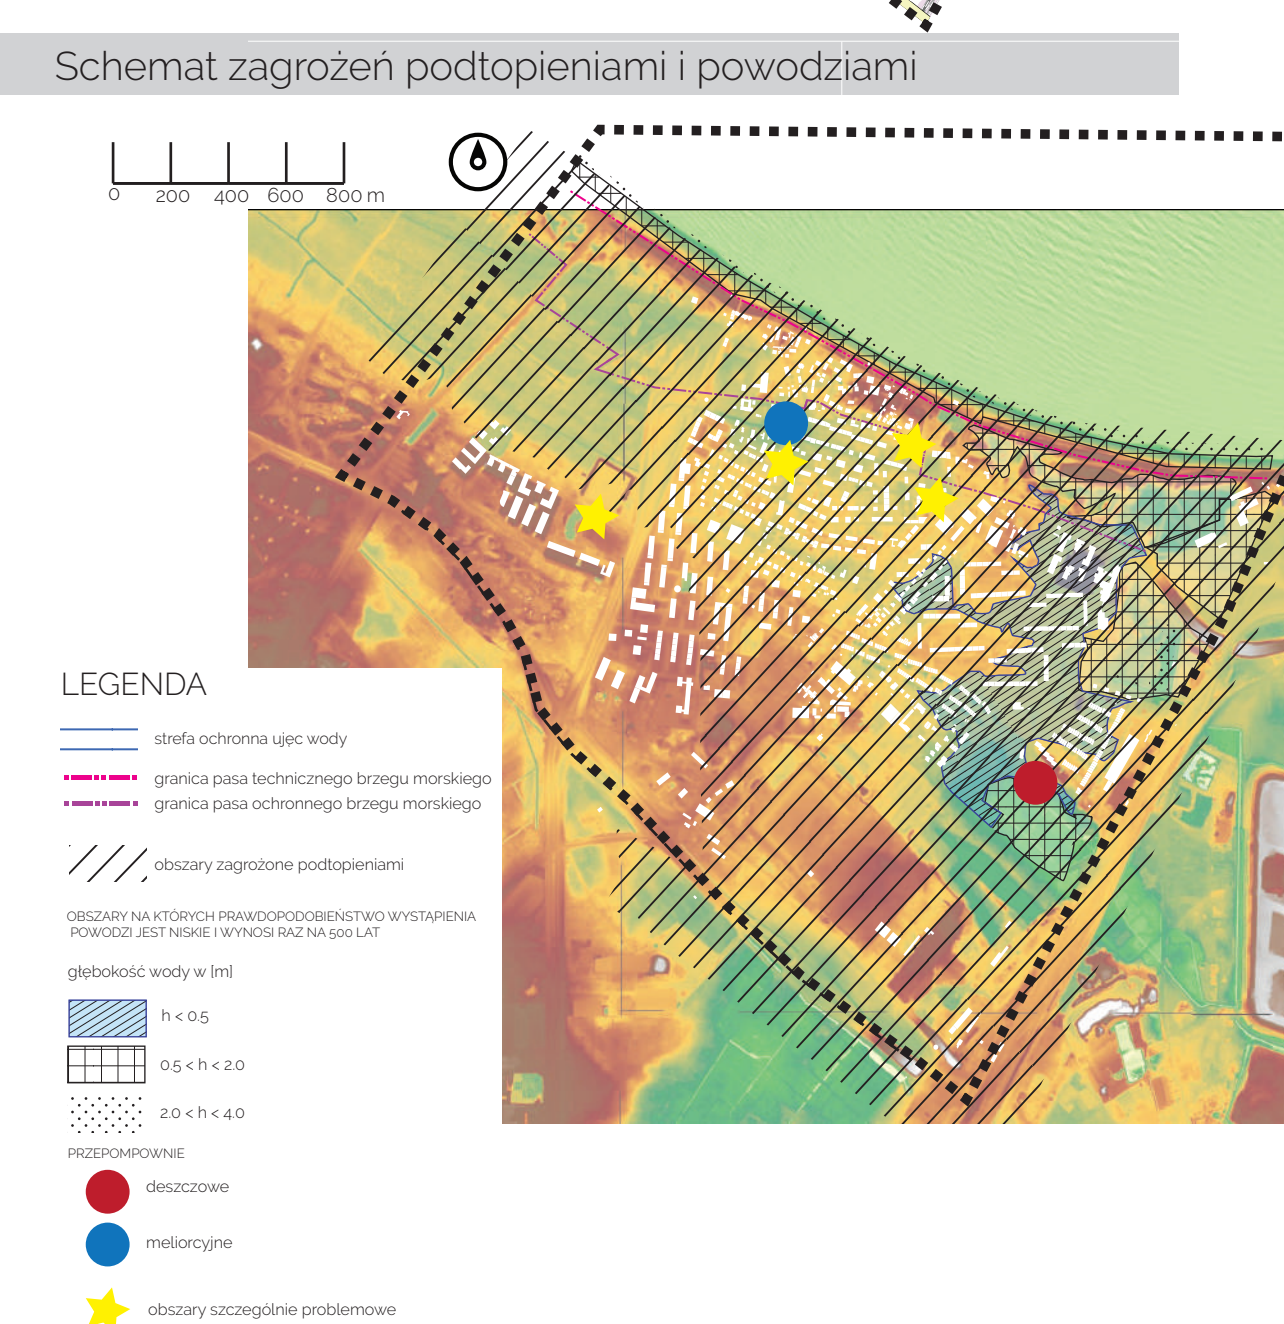 Schemat zagrożeń podtopieniami i powodziami
0 200 400 600 800 m
LEGENDA
strefa ochronna ujęc wody
granica pasa technicznego brzegu morskiego
granica pasa ochronnego brzegu morskiego
obszary zagrożone podtopieniami
OBSZARY NA KTÓRYCH PRAWDOPODOBIEŃSTWO WYSTĄPIENIA
POWODZI JEST NISKIE I WYNOSI RAZ NA 500 LAT
głębokość wody w [m]
h < 0.5
0.5 < h < 2.0
2.0 < h < 4.0
PRZEPOMPOWNIE
deszczowe
meliorcyjne
obszary szczególnie problemowe